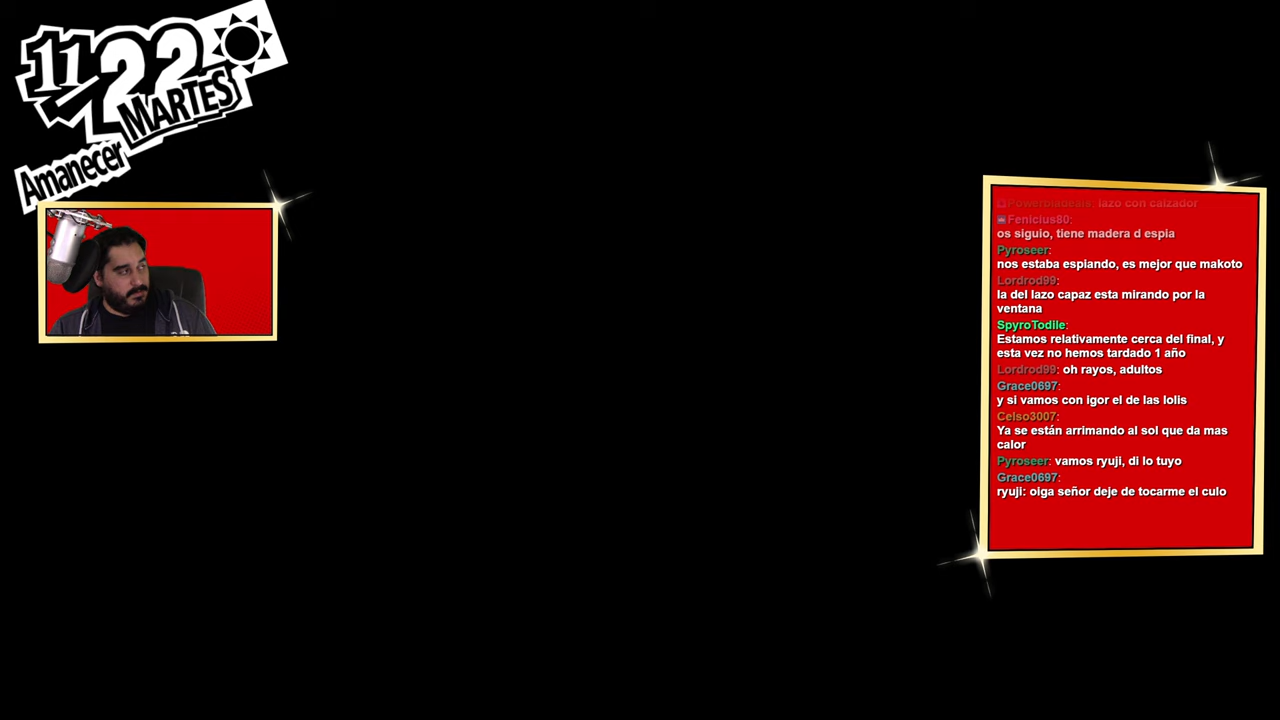 11/22
MARTES
Amanecer
Powerbladeals: lazo con calzador
Fenicius80:
os siguio, tiene madera d espia
Pyroseer:
nos estaba espiando, es mejor que makoto
Lordrod99:
la del lazo capaz esta mirando por la
ventana
SpyroTodile:
Estamos relativamente cerca del final, y
esta vez no hemos tardado 1 año
Lordrod99: oh rayos, adultos
Grace0697:
y si vamos con igor el de las lolis
Celso3007:
Ya se están arrimando al sol que da mas
calor
Pyroseer: vamos ryuji, di lo tuyo
Grace0697:
ryuji: oiga señor deje de tocarme el culo